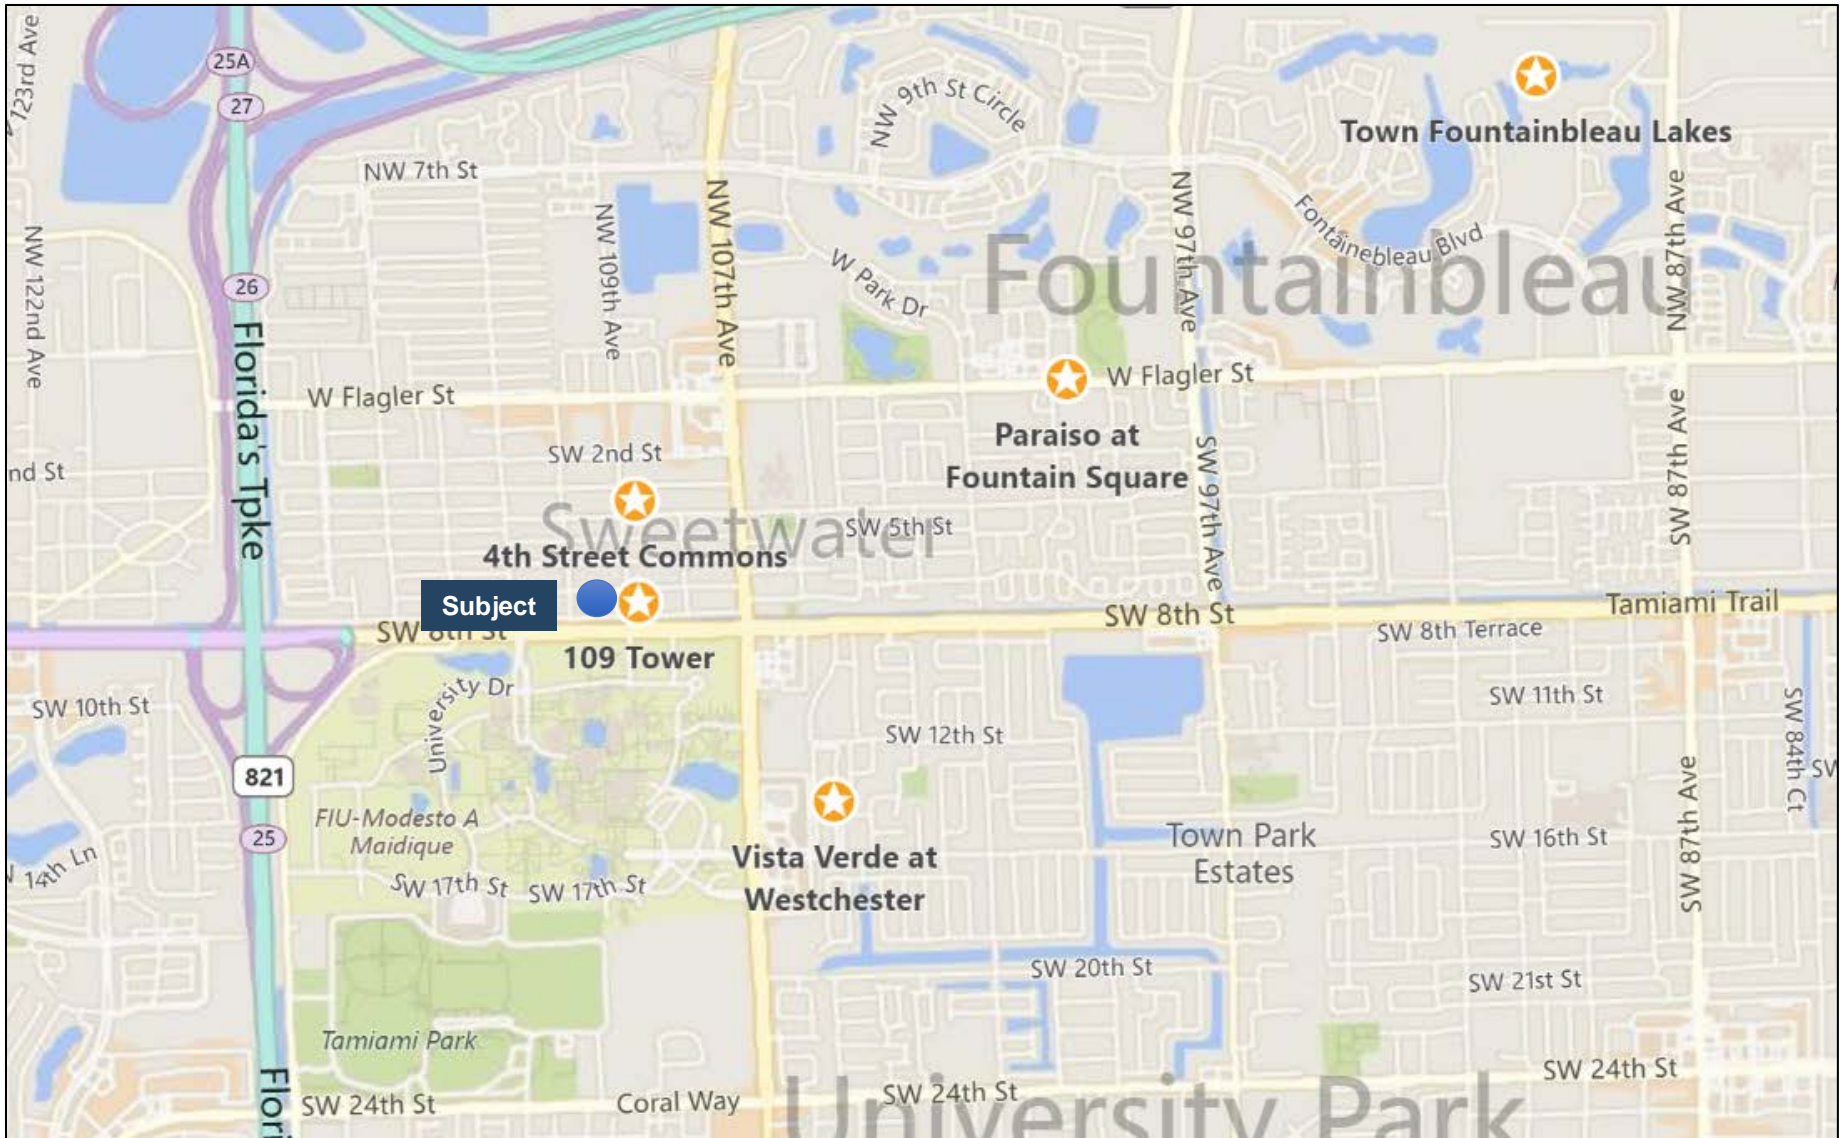 123rd Ave
25A
27
NW 9th St Circle
Town Fountainbleau Lakes
NW 7th St
NW 122nd Ave
NW 109th Ave
NW 107th Ave
NW 97th Ave
NW 87th Ave
Fontainebleau Blvd
W Park Dr
Fountainbleau
26
Florida's Tpke
W Flagler St
W Flagler St
Paraiso at
Fountain Square
SW 2nd St
nd St
SW 97th Ave
SW 87th Ave
Sweetwater
SW 5th St
4th Street Commons
Subject
SW 8th St
SW 8th St
Tamiami Trail
SW 8th Terrace
109 Tower
University Dr
SW 10th St
SW 11th St
SW 12th St
SW 84th Ct
SW
821
25
FIU-Modesto A
Maidique
Vista Verde at
Westchester
Town Park
Estates
SW 16th St
SW 87th Ave
14th Ln
SW 17th St
SW 17th St
SW 20th St
SW 21st St
Tamiami Park
Flori
SW 24th St
Coral Way
SW 24th St
SW 24th St
University Park